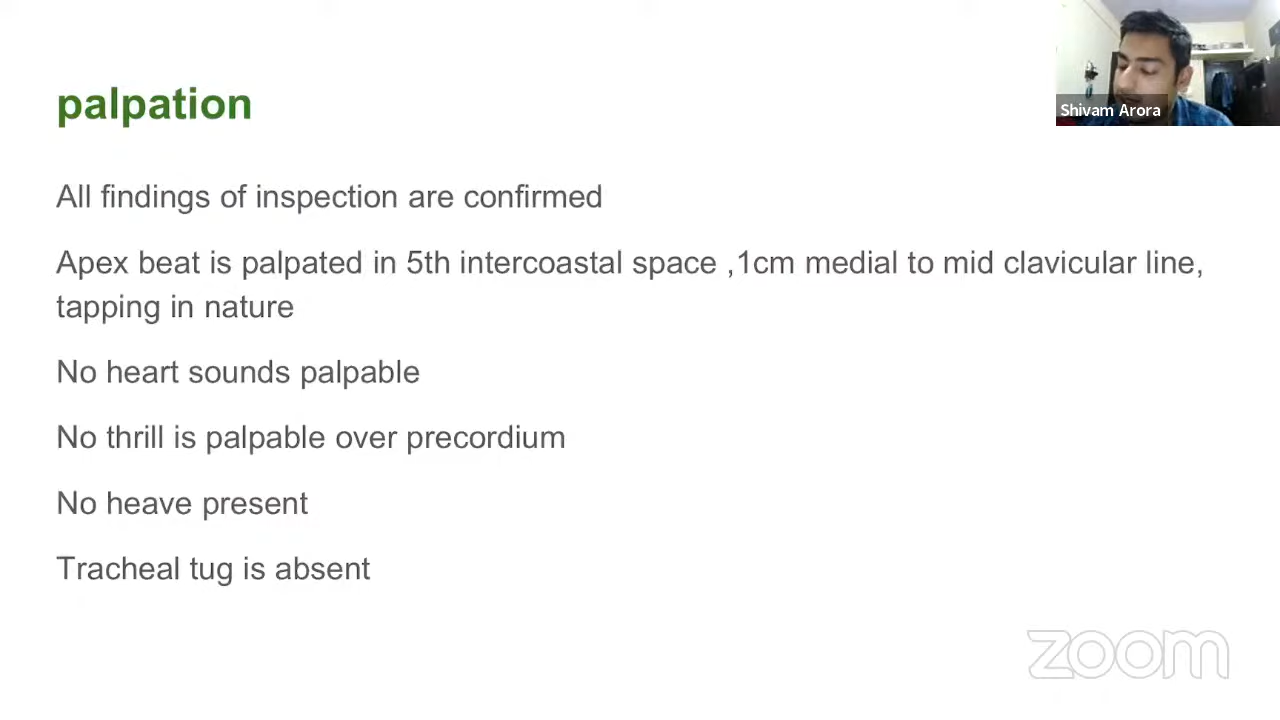 palpation
Shivam Arora
All findings of inspection are confirmed
Apex beat is palpated in 5th intercoastal space ,1cm medial to mid clavicular line,
tapping in nature
No heart sounds palpable
No thrill is palpable over precordium
No heave present
Tracheal tug is absent
zoom